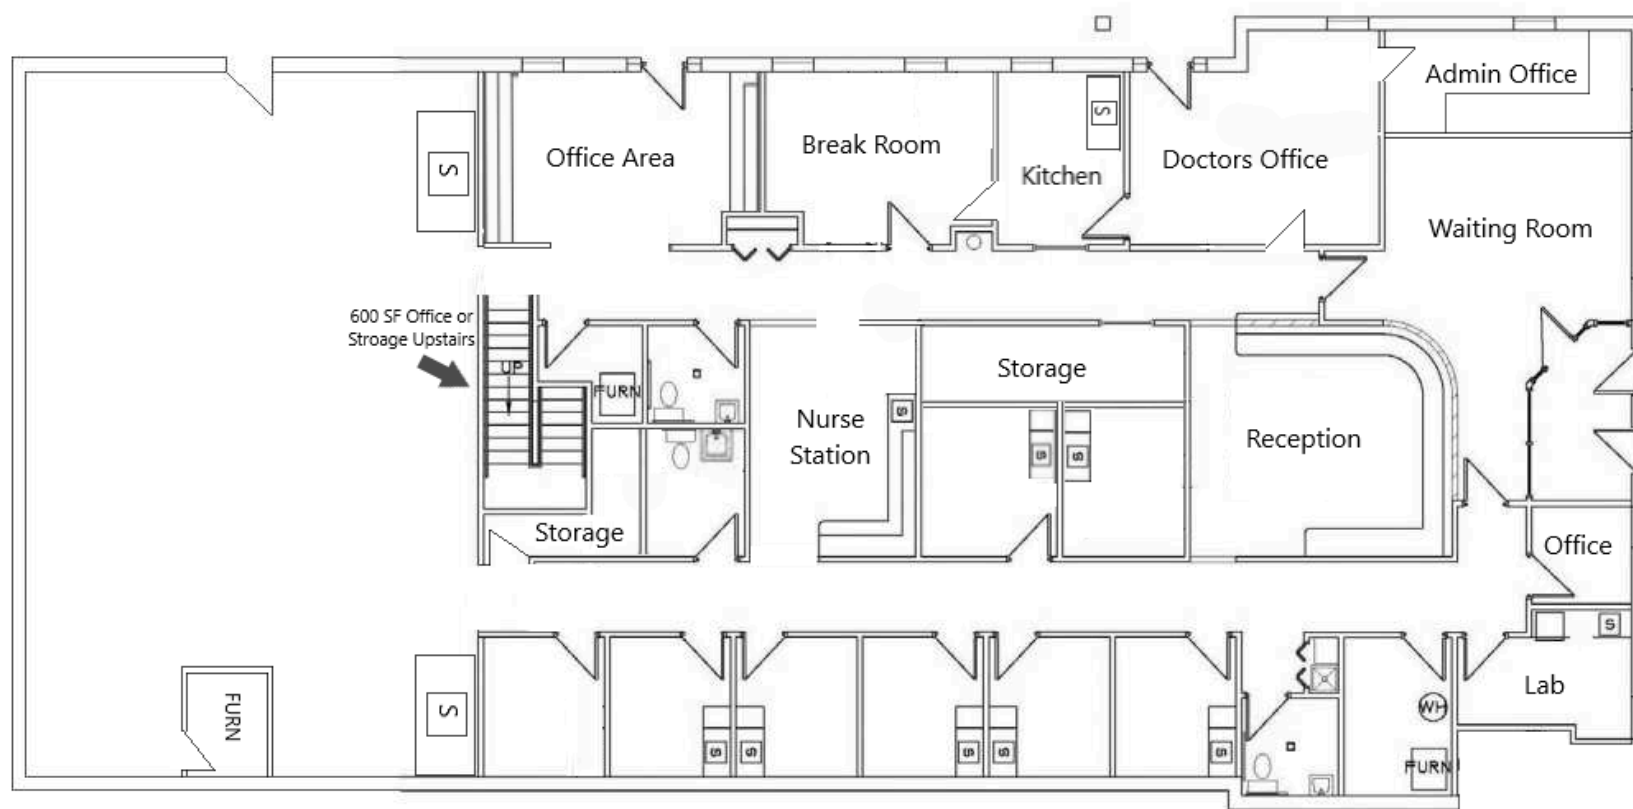 Admin Office
Office Area
Break Room
Doctors Office
Kitchen
S
S
Waiting Room
600 SF Office or
Stroage Upstairs
UP
FURN
Storage
Nurse
Station
S
S
S
Reception
Storage
Office
S
Lab
FURN
S
WH
FURN
S
S
S
S
S